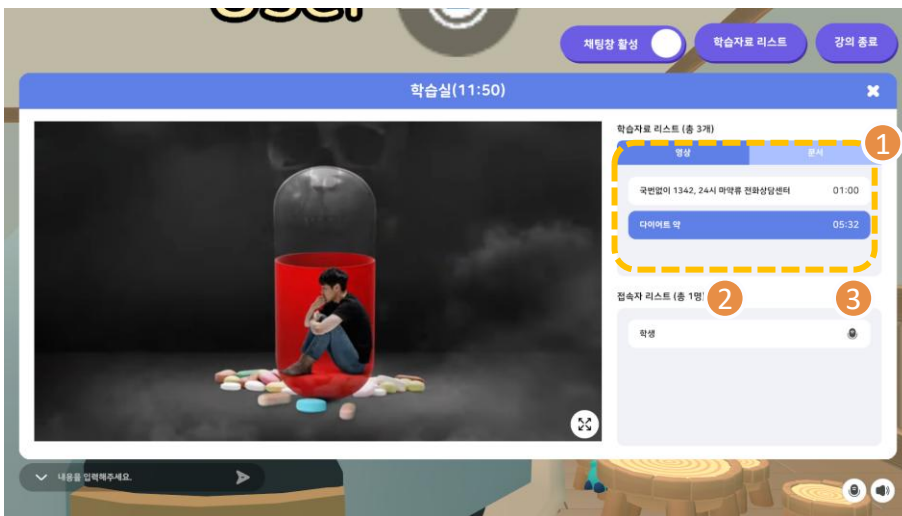 User
채팅창 활성
학습자료 리스트
강의 종료
학습실(11:50)
학습자료 리스트 (총 3개)
1
영상
문서
국번없이 1342, 24시 마약류 전화상담센터
01:00
다이어트 약
05:32
접속자 리스트 (총 1명)
2
3
학생
내용을 입력해주세요.